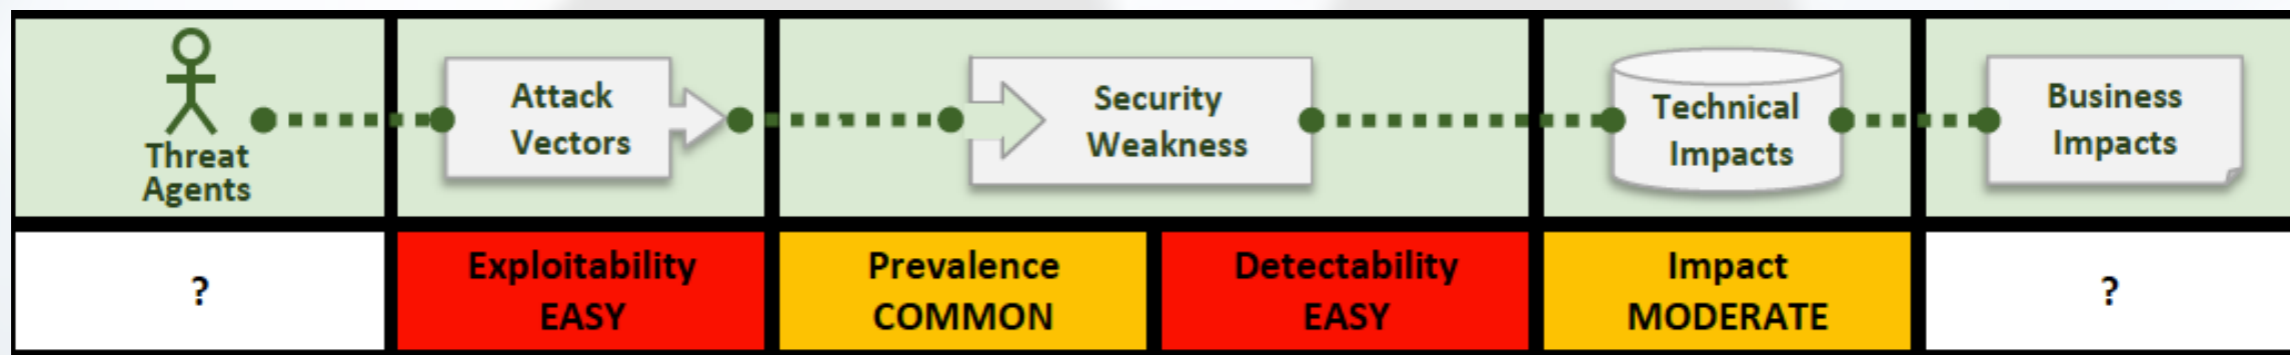 Threat
Agents
Attack
Vectors
Security
Weakness
Technical
Impacts
Business
Impacts
?
Exploitability
EASY
Prevalence
COMMON
Detectability
EASY
Impact
MODERATE
?